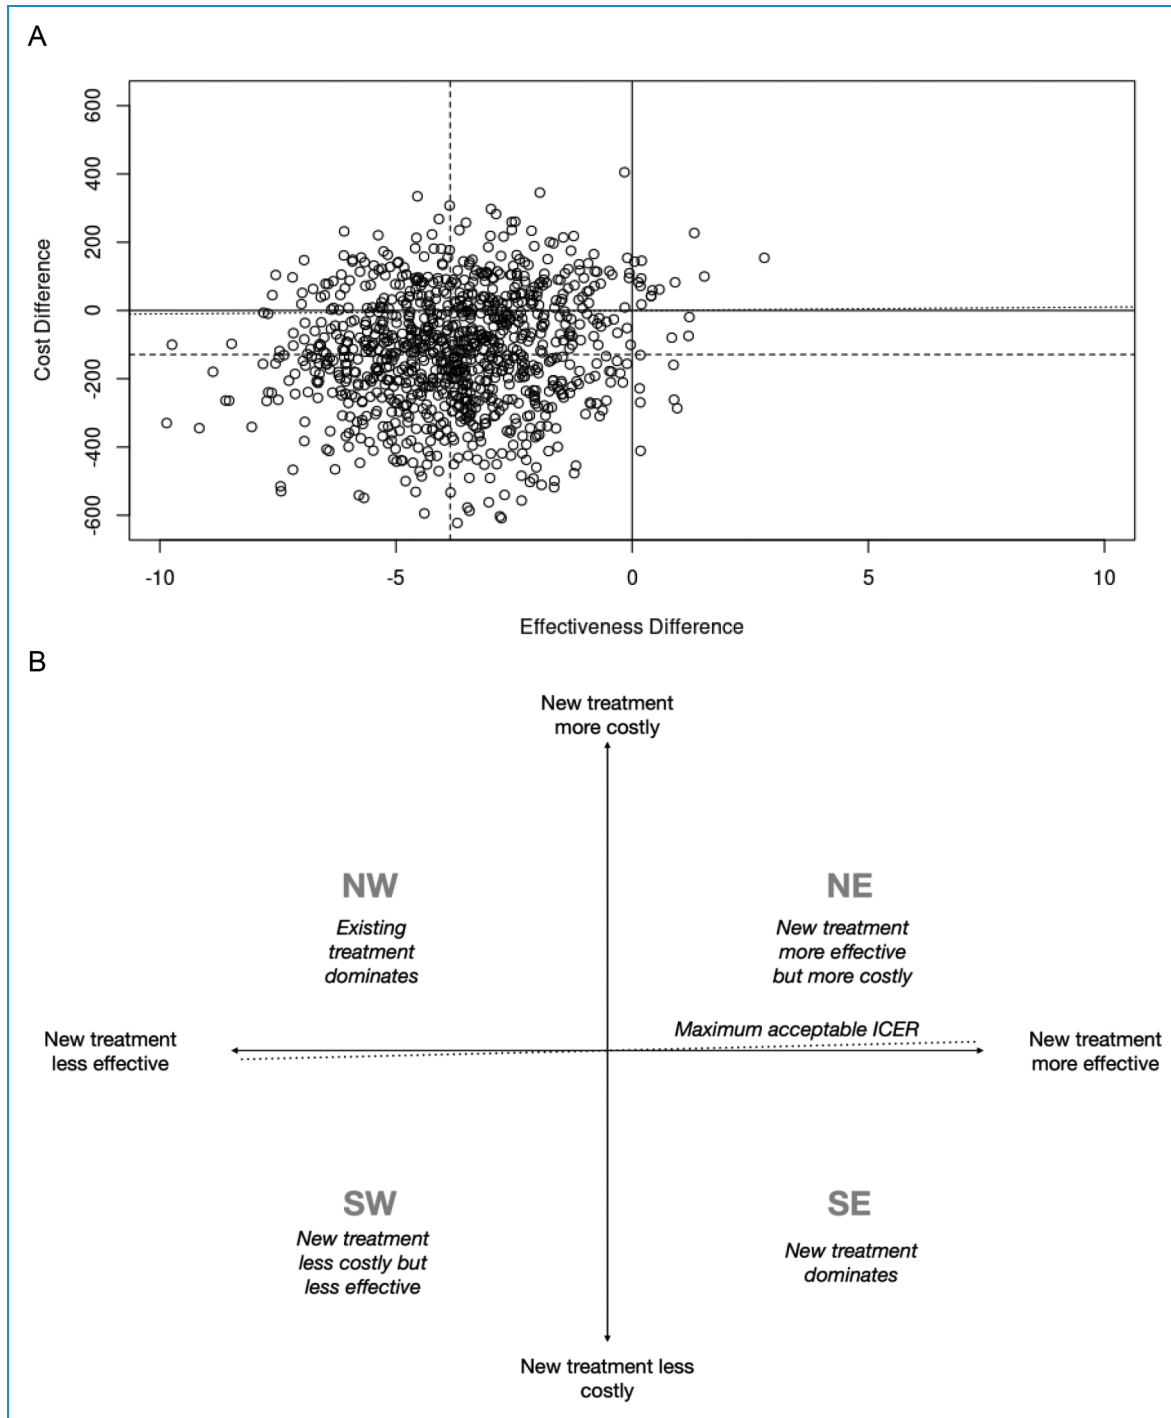 A
600
400
200
0
-200
-400
-600
Cost Difference
-10
-5
0
5
10
Effectiveness Difference
B
New treatment
more costly
NW
Existing
treatment
dominates
NE
New treatment
more effective
but more costly
New treatment
less effective
Maximum acceptable ICER
New treatment
more effective
SW
New treatment
less costly but
less effective
SE
New treatment
dominates
New treatment less
costly